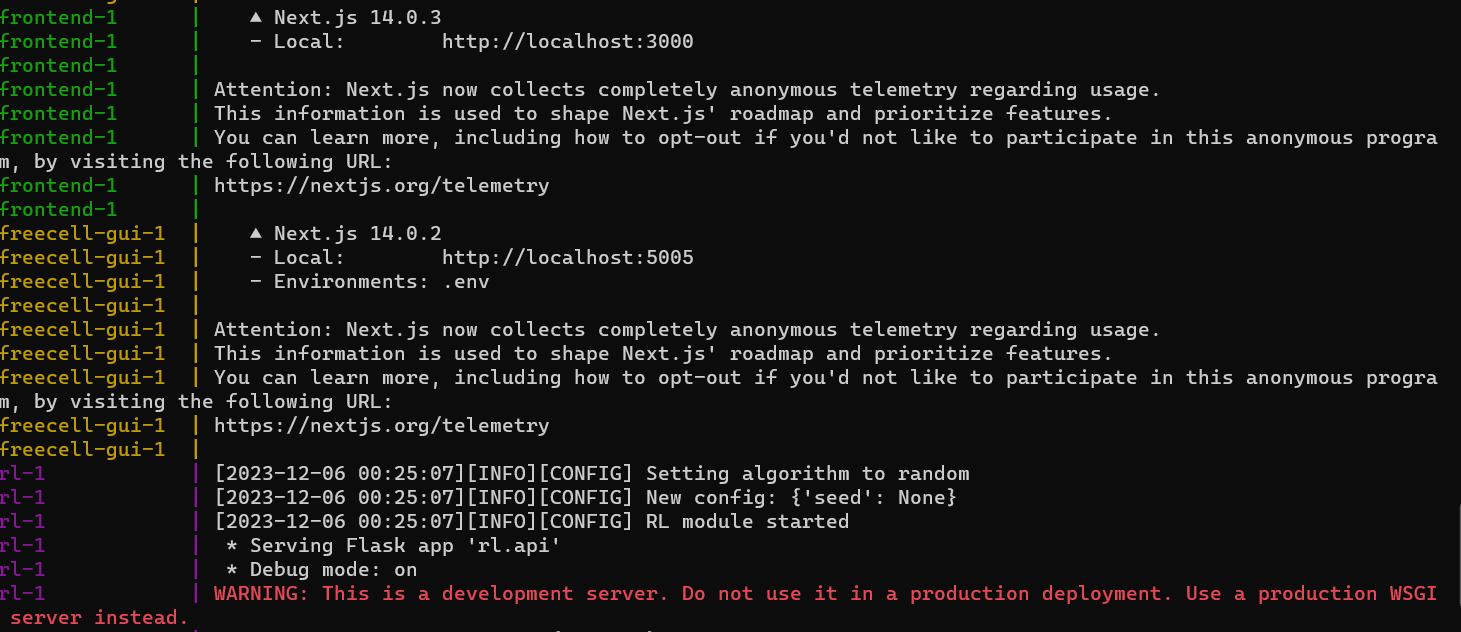 frontend-1 | ▲ Next.js 14.0.3
frontend-1 | - Local: http://localhost:3000
frontend-1 |
frontend-1 | Attention: Next.js now collects completely anonymous telemetry regarding usage.
frontend-1 | This information is used to shape Next.js' roadmap and prioritize features.
frontend-1 | You can learn more, including how to opt-out if you'd not like to participate in this anonymous progra
m, by visiting the following URL:
frontend-1 | https://nextjs.org/telemetry
frontend-1 |
freecell-gui-1 | ▲ Next.js 14.0.2
freecell-gui-1 | - Local: http://localhost:5005
freecell-gui-1 | - Environments: .env
freecell-gui-1 |
freecell-gui-1 | Attention: Next.js now collects completely anonymous telemetry regarding usage.
freecell-gui-1 | This information is used to shape Next.js' roadmap and prioritize features.
freecell-gui-1 | You can learn more, including how to opt-out if you'd not like to participate in this anonymous progra
m, by visiting the following URL:
freecell-gui-1 | https://nextjs.org/telemetry
freecell-gui-1 |
rl-1 | [2023-12-06 00:25:07][INFO][CONFIG] Setting algorithm to random
rl-1 | [2023-12-06 00:25:07][INFO][CONFIG] New config: {'seed': None}
rl-1 | [2023-12-06 00:25:07][INFO][CONFIG] RL module started
rl-1 | * Serving Flask app 'rl.api'
rl-1 | * Debug mode: on
rl-1 | WARNING: This is a development server. Do not use it in a production deployment. Use a production WSGI
server instead.